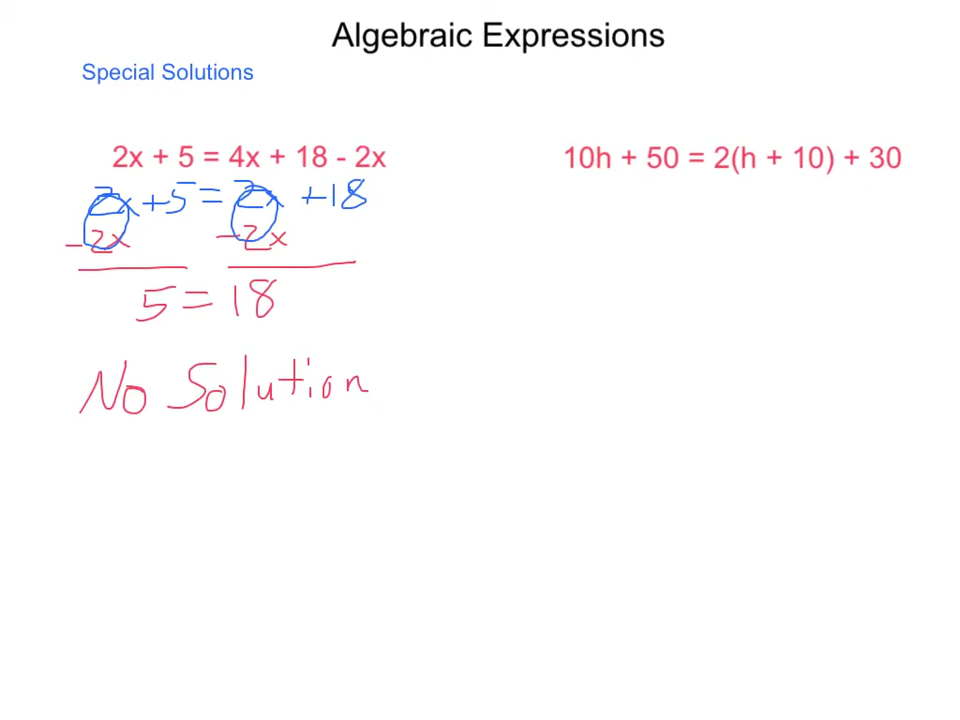 Algebraic Expressions
Special Solutions
2x + 5 = 4x + 18 - 2x
10h + 50 = 2(h + 10) + 30
2x +5 = 2x +18
-2x -2x
5 = 18
No Solution